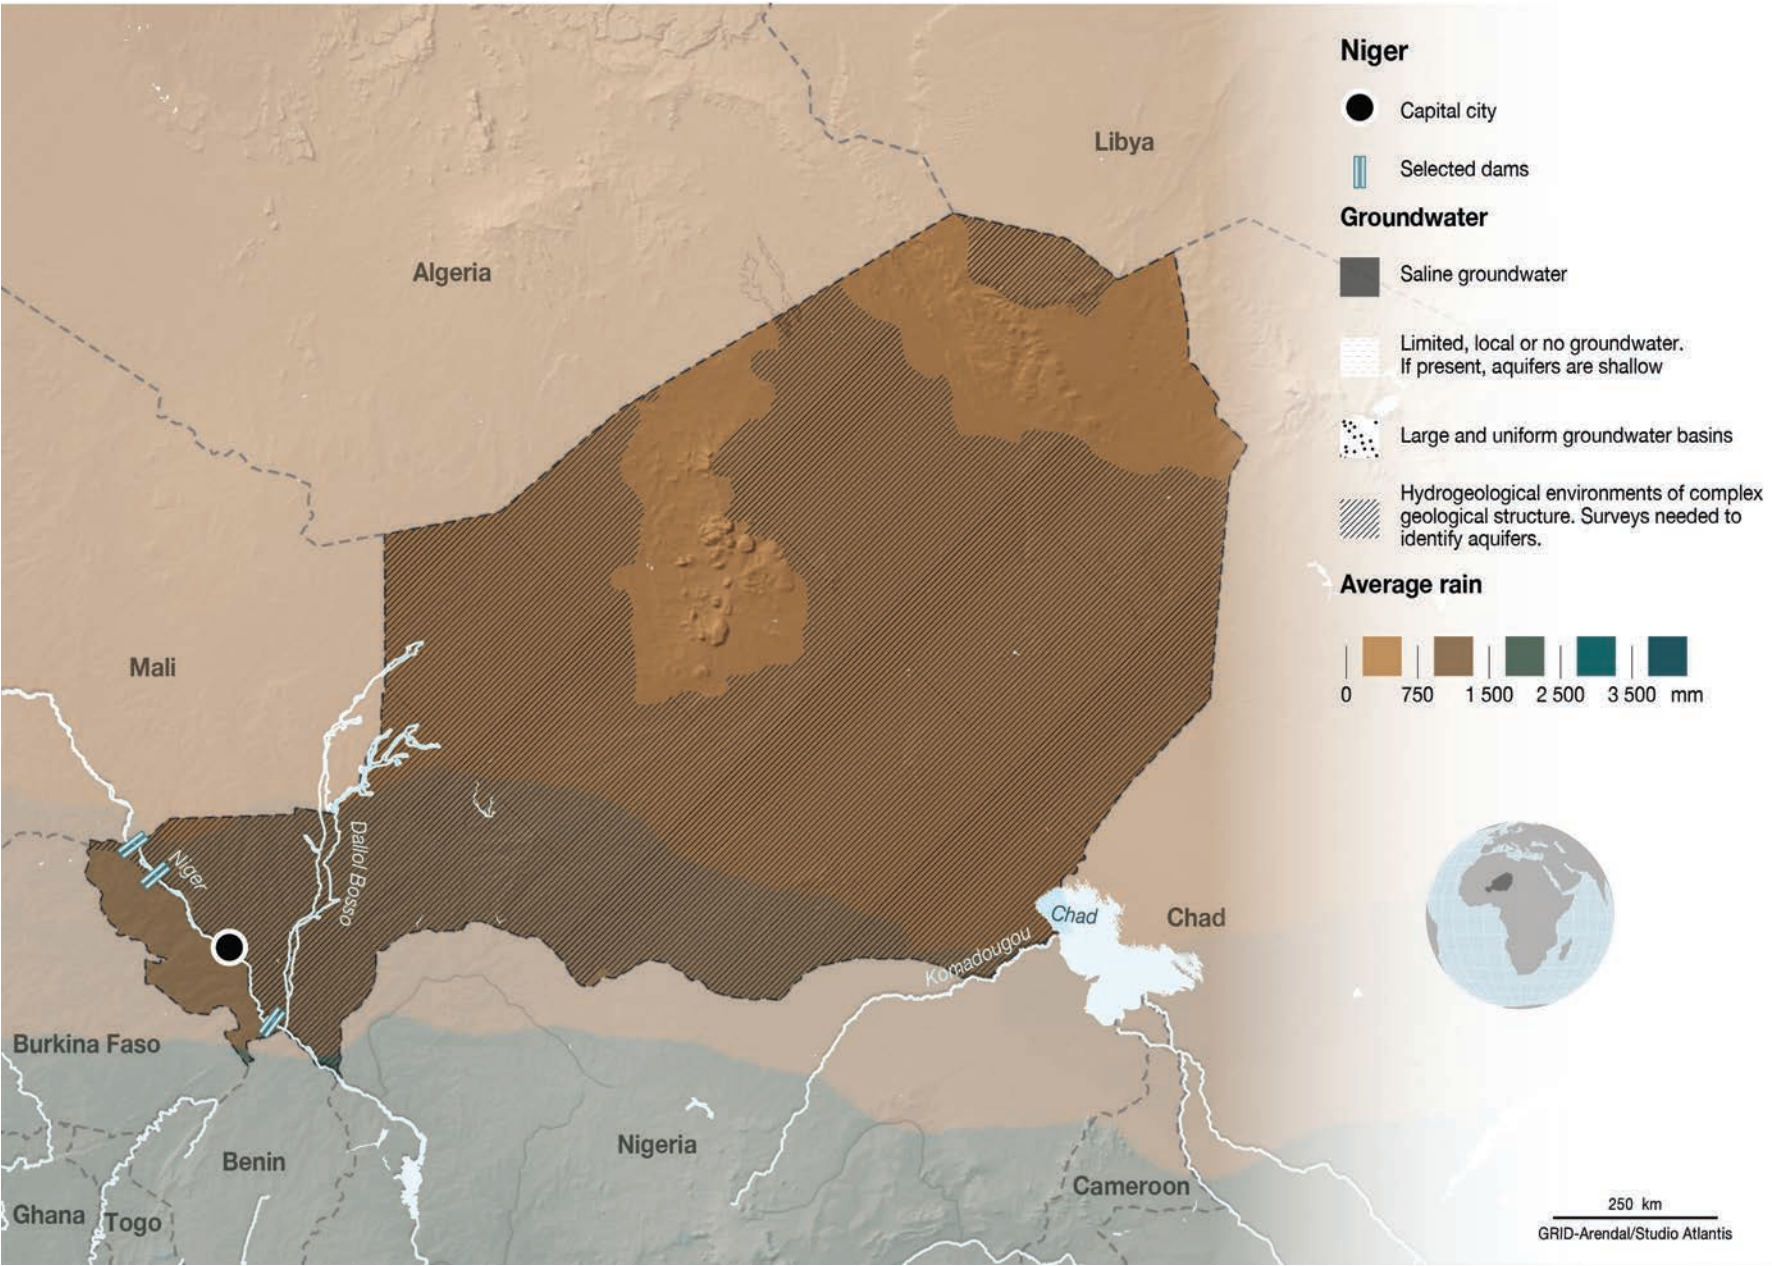 Niger
Capital city
Selected dams
Groundwater
Saline groundwater
Limited, local or no groundwater.
If present, aquifers are shallow
Large and uniform groundwater basins
Hydrogeological environments of complex
geological structure. Surveys needed to
identify aquifers.
Average rain
0 750 1 500 2 500 3 500 mm
Libya
Algeria
Mali
Niger
Dallol Bosso
Chad
Chad
Komadougou
Burkina Faso
Nigeria
Benin
Cameroon
Ghana
Togo
250 km
GRID-Arendal/Studio Atlantis